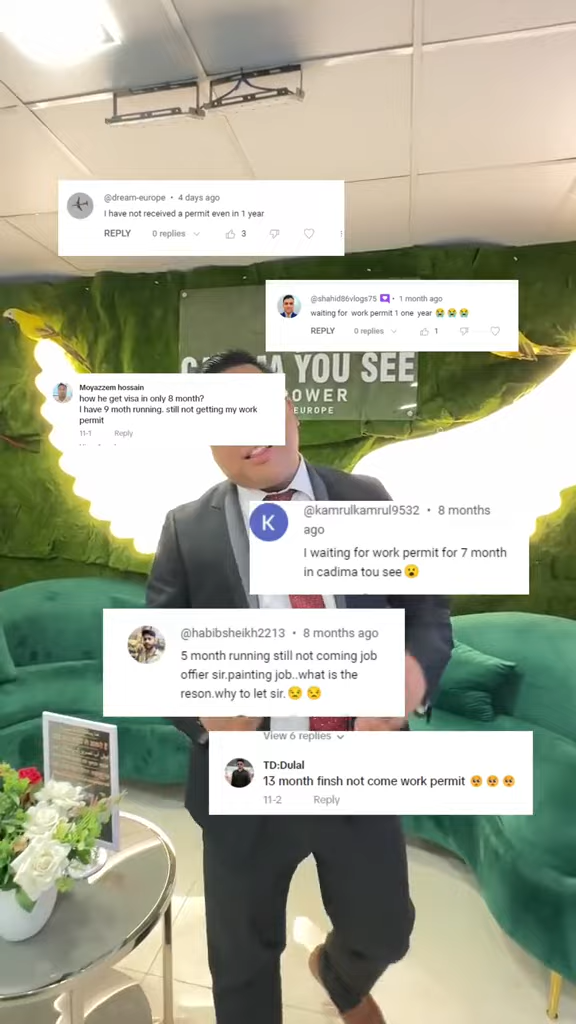 @dream-europe • 4 days ago
I have not received a permit even in 1 year
REPLY 0 replies 3
@shahid86vlogs75 • 1 month ago
waiting for work permit 1 one year 😭 😭 😭
REPLY 0 replies 1
YOU SEE
POWER
EUROPE
Moyazzem hossain
how he get visa in only 8 month?
I have 9 moth running. still not getting my work
permit
11-1 Reply
K
@kamrulkamrul9532 • 8 months
ago
I waiting for work permit for 7 month
in cadima tou see 😮
@habibsheikh2213 • 8 months ago
5 month running still not coming job
offier sir.painting job..what is the
reson.why to let sir.😒 😒
View 6 replies
TD:Dulal
13 month finsh not come work permit 🥺 🥺 🥺
11-2 Reply